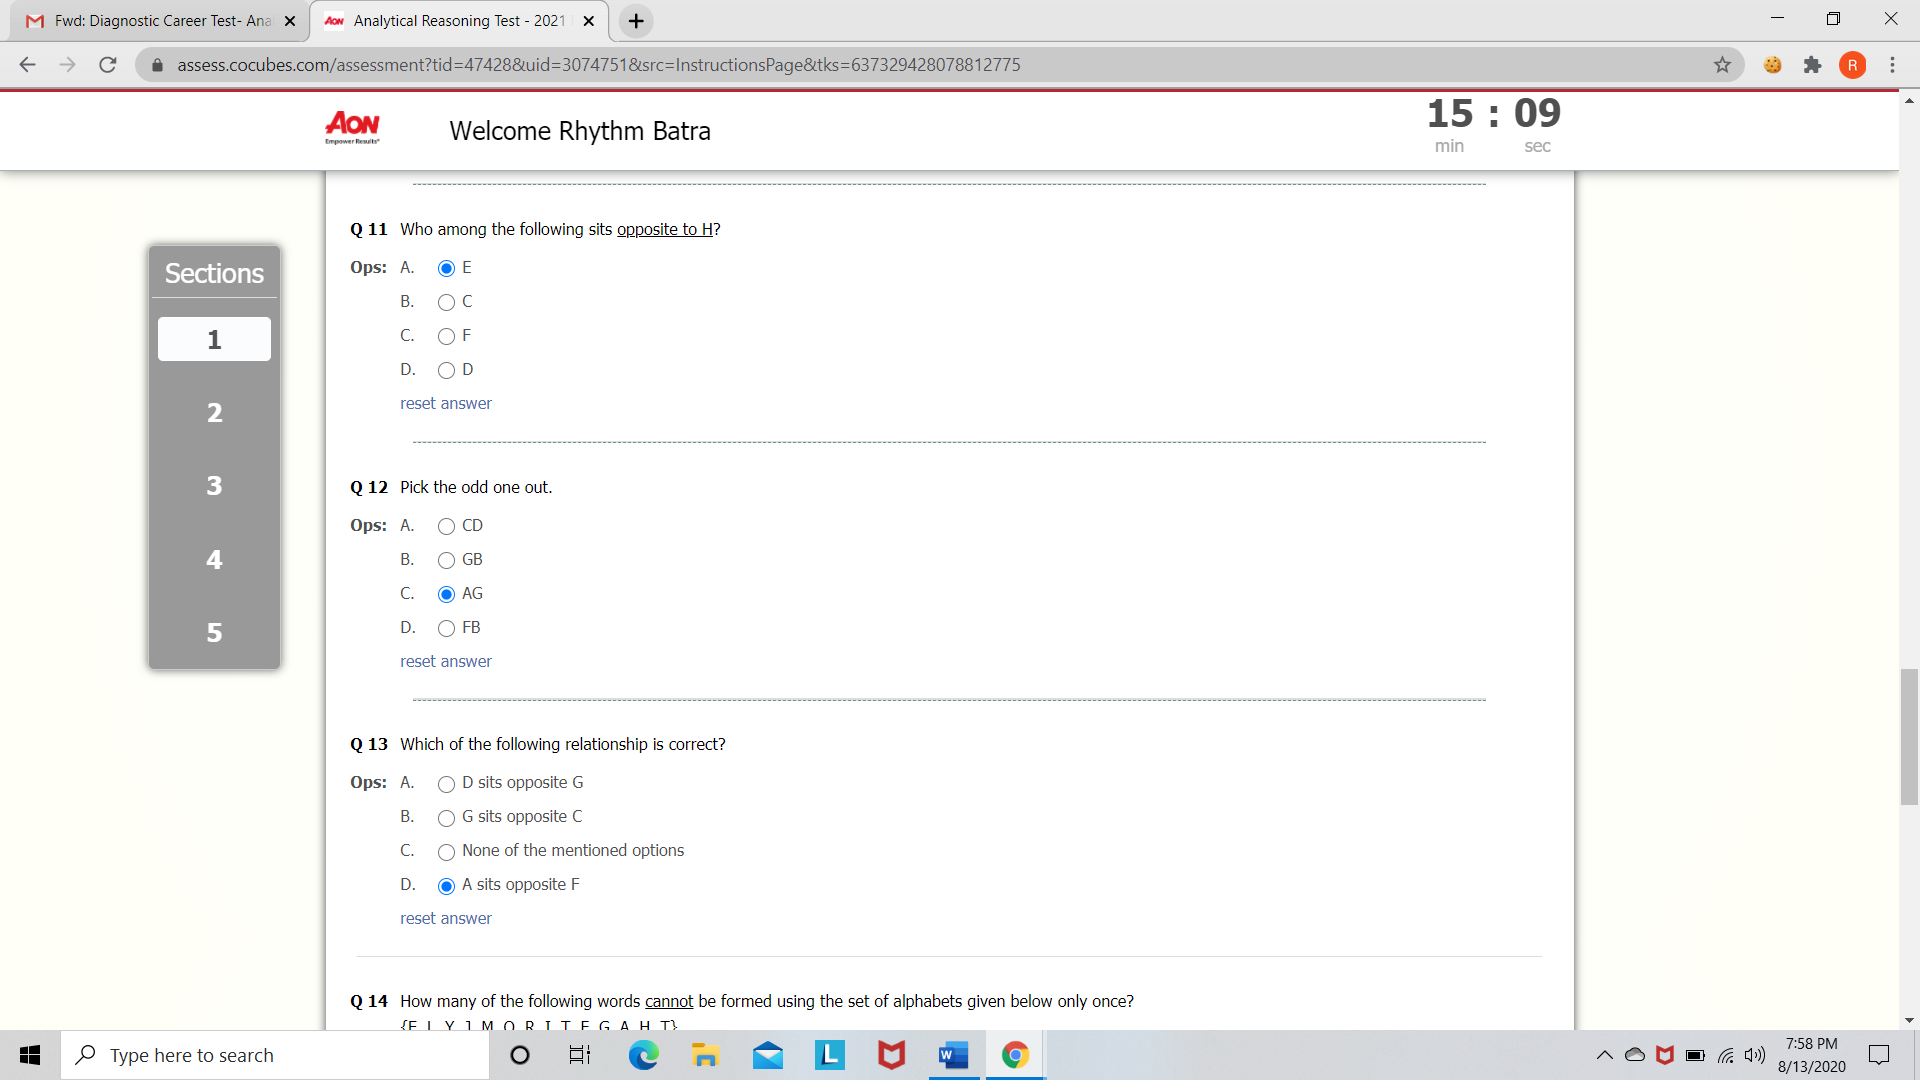 Fwd: Diagnostic Career Test- Ana
AON Analytical Reasoning Test - 2021
assess.cocubes.com/assessment?tid=47428&uid=3074751&src=InstructionsPage&tks=637329428078812775
R
AON
Empower Results®
Welcome Rhythm Batra
15 : 09
min sec
Sections
1
2
3
4
5
Q 11 Who among the following sits opposite to H?
Ops: A. E
B. C
C. F
D. D
reset answer
Q 12 Pick the odd one out.
Ops: A. CD
B. GB
C. AG
D. FB
reset answer
Q 13 Which of the following relationship is correct?
Ops: A. D sits opposite G
B. G sits opposite C
C. None of the mentioned options
D. A sits opposite F
reset answer
Q 14 How many of the following words cannot be formed using the set of alphabets given below only once?
Type here to search
L
W
7:58 PM
8/13/2020